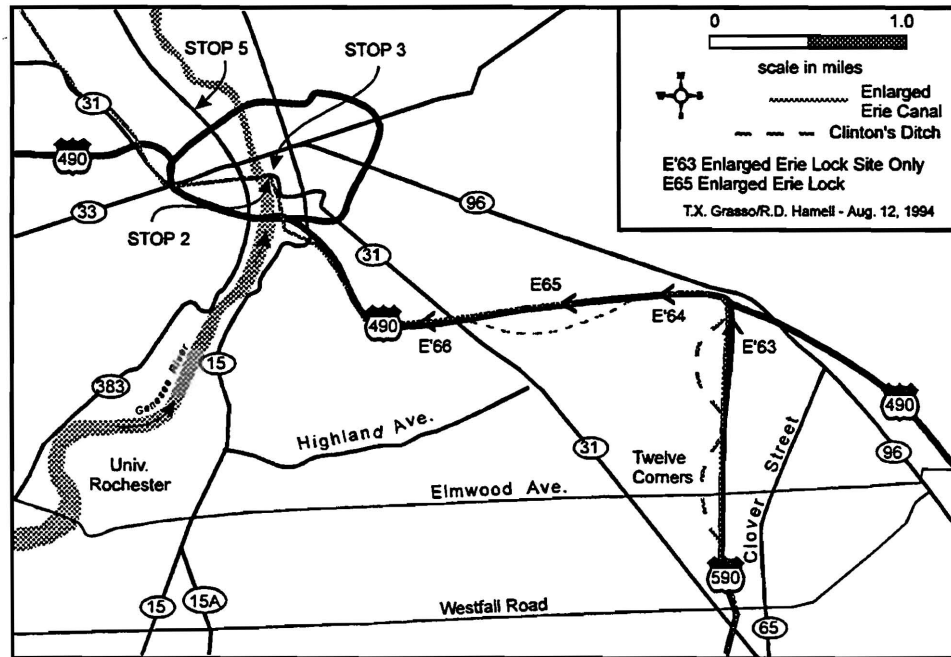 0 1.0
scale in miles
N
W E
S
Enlarged
Erie Canal
Clinton's Ditch
E'63 Enlarged Erie Lock Site Only
E65 Enlarged Erie Lock
T.X. Grasso/R.D. Hamell - Aug. 12, 1994
STOP 5
STOP 3
31
490
33
STOP 2
96
31
E65
490
E'66
E'64
E'63
15
383
Genesee River
490
Highland Ave.
31
Clover Street
96
Univ.
Rochester
Twelve
Corners
Elmwood Ave.
590
15
15A
Westfall Road
65